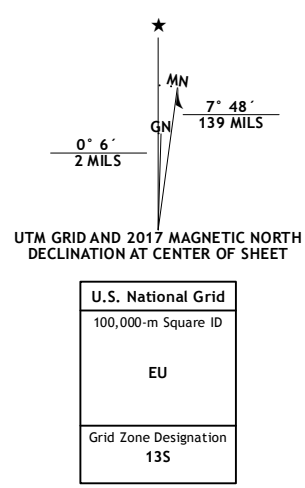 ★
MN
7° 48´
139 MILS
GN
0° 6´
2 MILS
UTM GRID AND 2017 MAGNETIC NORTH
DECLINATION AT CENTER OF SHEET
U.S. National Grid
100,000-m Square ID
EU
Grid Zone Designation
13S